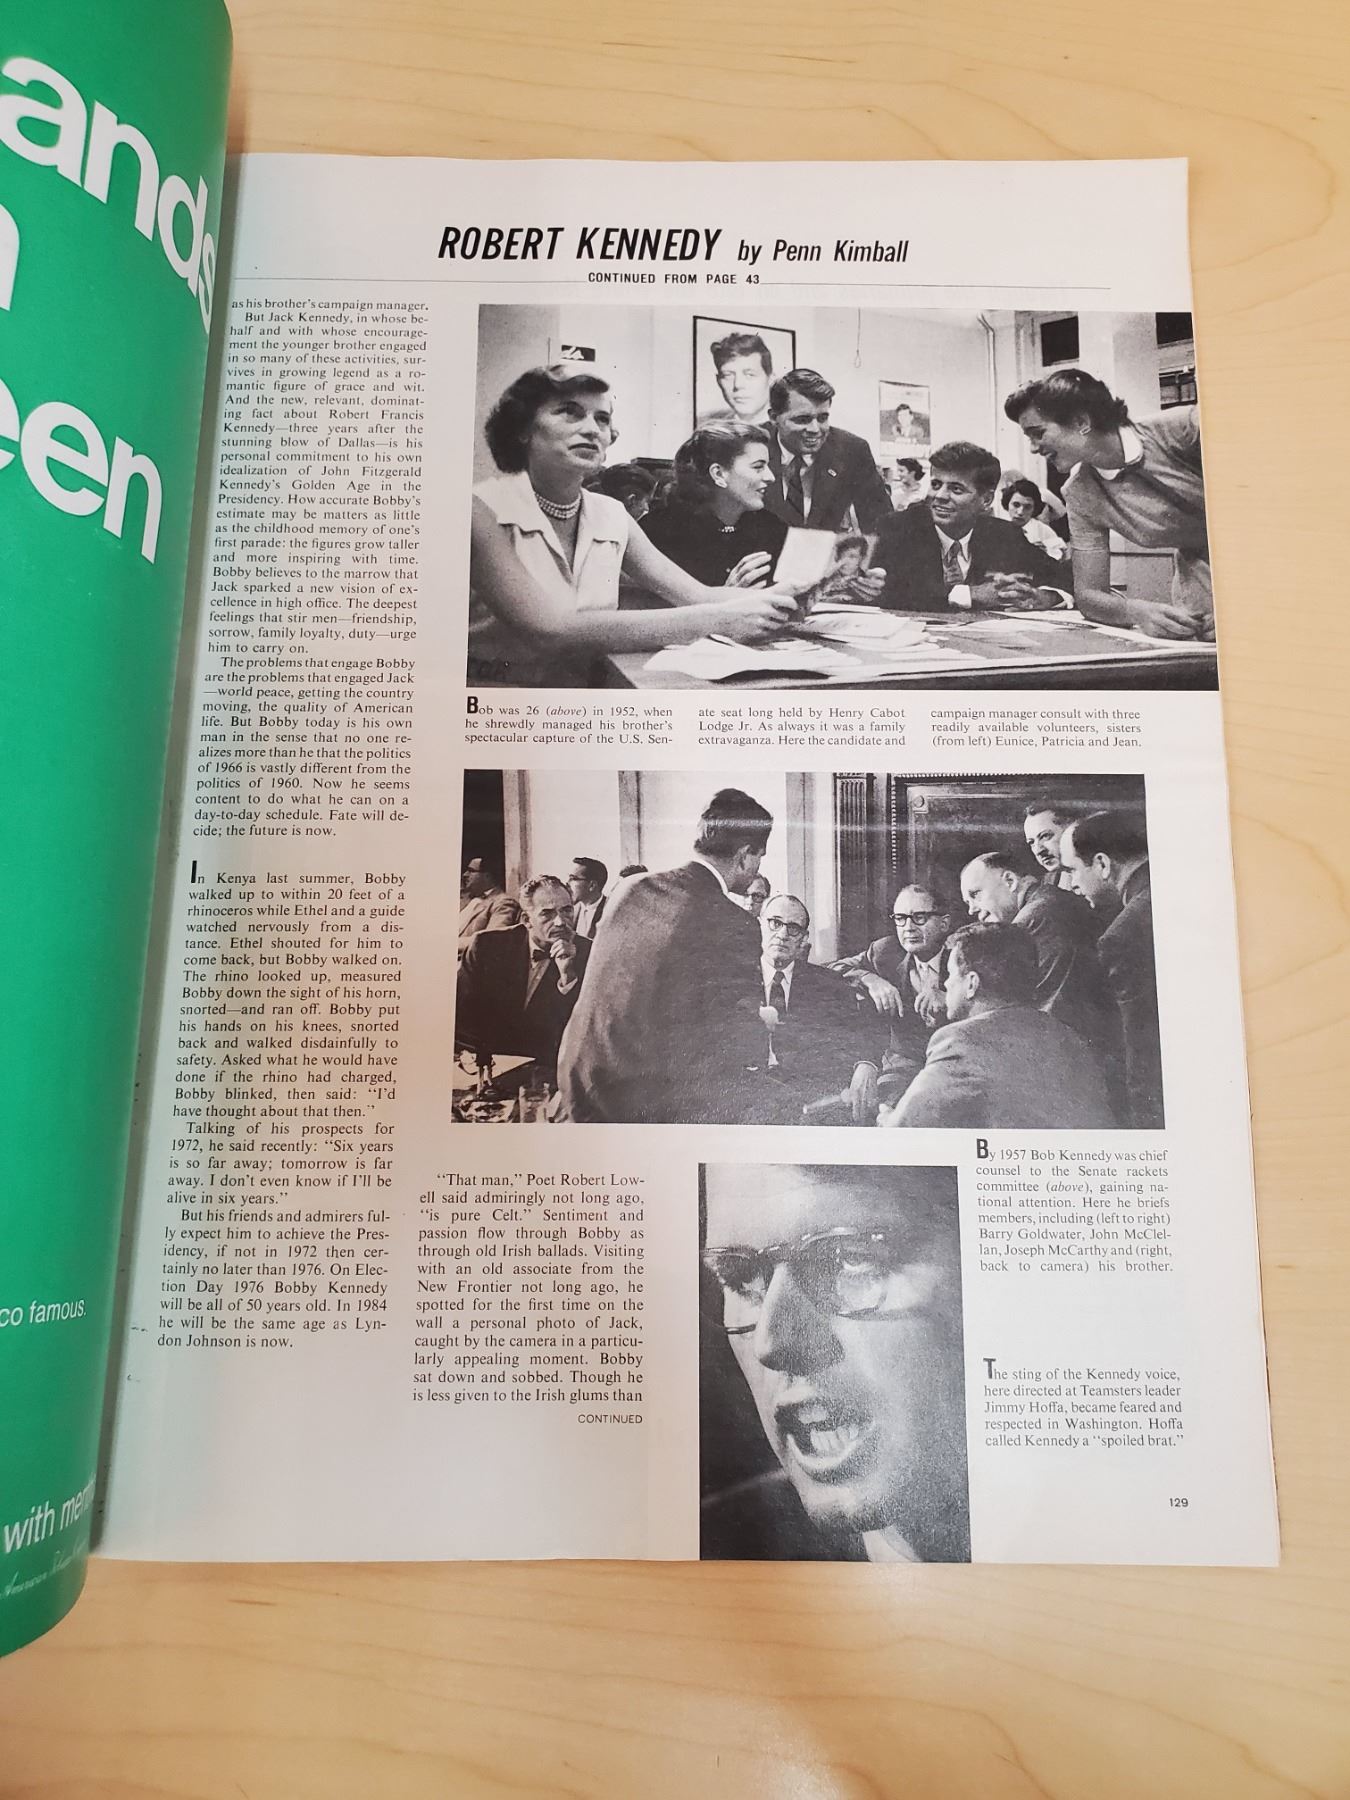 ands
n
een
co famous.
with men
ROBERT KENNEDY by Penn Kimball
CONTINUED FROM PAGE 43
as his brother's campaign manager.
But Jack Kennedy, in whose be-
half and with whose encourage-
ment the younger brother engaged
in so many of these activities, sur-
vives in growing legend as a ro-
mantic figure of grace and wit.
And the new, relevant, dominat-
ing fact about Robert Francis
Kennedy—three years after the
stunning blow of Dallas—is his
personal commitment to his own
idealization of John Fitzgerald
Kennedy's Golden Age in the
Presidency. How accurate Bobby's
estimate may be matters as little
as the childhood memory of one's
first parade: the figures grow taller
and more inspiring with time.
Bobby believes to the marrow that
Jack sparked a new vision of ex-
cellence in high office. The deepest
feelings that stir men—friendship,
sorrow, family loyalty, duty—urge
him to carry on.
The problems that engage Bobby
are the problems that engaged Jack
—world peace, getting the country
moving, the quality of American
life. But Bobby today is his own
man in the sense that no one re-
alizes more than he that the politics
of 1966 is vastly different from the
politics of 1960. Now he seems
content to do what he can on a
day-to-day schedule. Fate will de-
cide; the future is now.
In Kenya last summer, Bobby
walked up to within 20 feet of a
rhinoceros while Ethel and a guide
watched nervously from a dis-
tance. Ethel shouted for him to
come back, but Bobby walked on.
The rhino looked up, measured
Bobby down the sight of his horn,
snorted—and ran off. Bobby put
his hands on his knees, snorted
back and walked disdainfully to
safety. Asked what he would have
done if the rhino had charged,
Bobby blinked, then said: "I'd
have thought about that then."
Talking of his prospects for
1972, he said recently: "Six years
is so far away; tomorrow is far
away. I don't even know if I'll be
alive in six years."
But his friends and admirers ful-
ly expect him to achieve the Pres-
idency, if not in 1972 then cer-
tainly no later than 1976. On Elec-
tion Day 1976 Bobby Kennedy
will be all of 50 years old. In 1984
he will be the same age as Lyn-
don Johnson is now.
Bob was 26 (above) in 1952, when
he shrewdly managed his brother's
spectacular capture of the U.S. Sen-
ate seat long held by Henry Cabot
Lodge Jr. As always it was a family
extravaganza. Here the candidate and
campaign manager consult with three
readily available volunteers, sisters
(from left) Eunice, Patricia and Jean.
"That man," Poet Robert Low-
ell said admiringly not long ago,
"is pure Celt." Sentiment and
passion flow through Bobby as
through old Irish ballads. Visiting
with an old associate from the
New Frontier not long ago, he
spotted for the first time on the
wall a personal photo of Jack,
caught by the camera in a particu-
larly appealing moment. Bobby
sat down and sobbed. Though he
is less given to the Irish glums than
CONTINUED
By 1957 Bob Kennedy was chief
counsel to the Senate rackets
committee (above), gaining na-
tional attention. Here he briefs
members, including (left to right)
Barry Goldwater, John McClel-
lan, Joseph McCarthy and (right,
back to camera) his brother.
The sting of the Kennedy voice,
here directed at Teamsters leader
Jimmy Hoffa, became feared and
respected in Washington. Hoffa
called Kennedy a "spoiled brat."
129